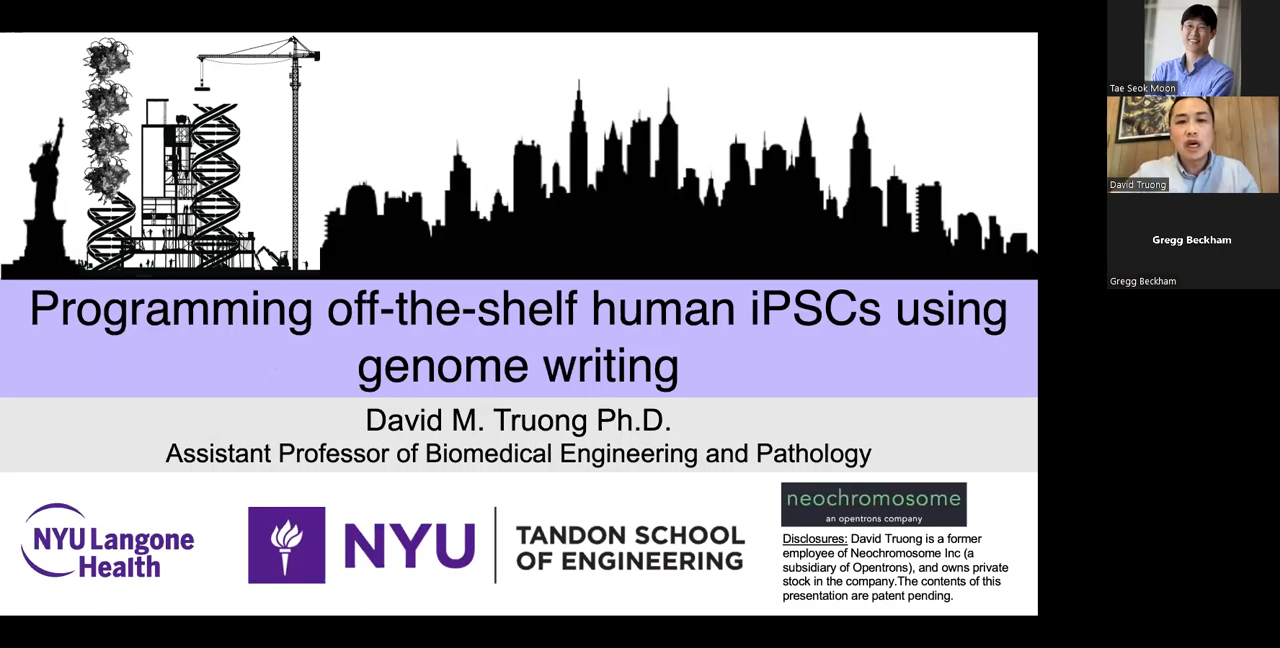 Programming off-the-shelf human iPSCs using
genome writing
David M. Truong Ph.D.
Assistant Professor of Biomedical Engineering and Pathology
NYU Langone
Health
NYU
TANDON SCHOOL
OF ENGINEERING
neochromosome
an opentrons company
Disclosures: David Truong is a former
employee of Neochromosome Inc (a
subsidiary of Opentrons), and owns private
stock in the company.The contents of this
presentation are patent pending.
Tae Seok Moon
David Truong
Gregg Beckham
Gregg Beckham